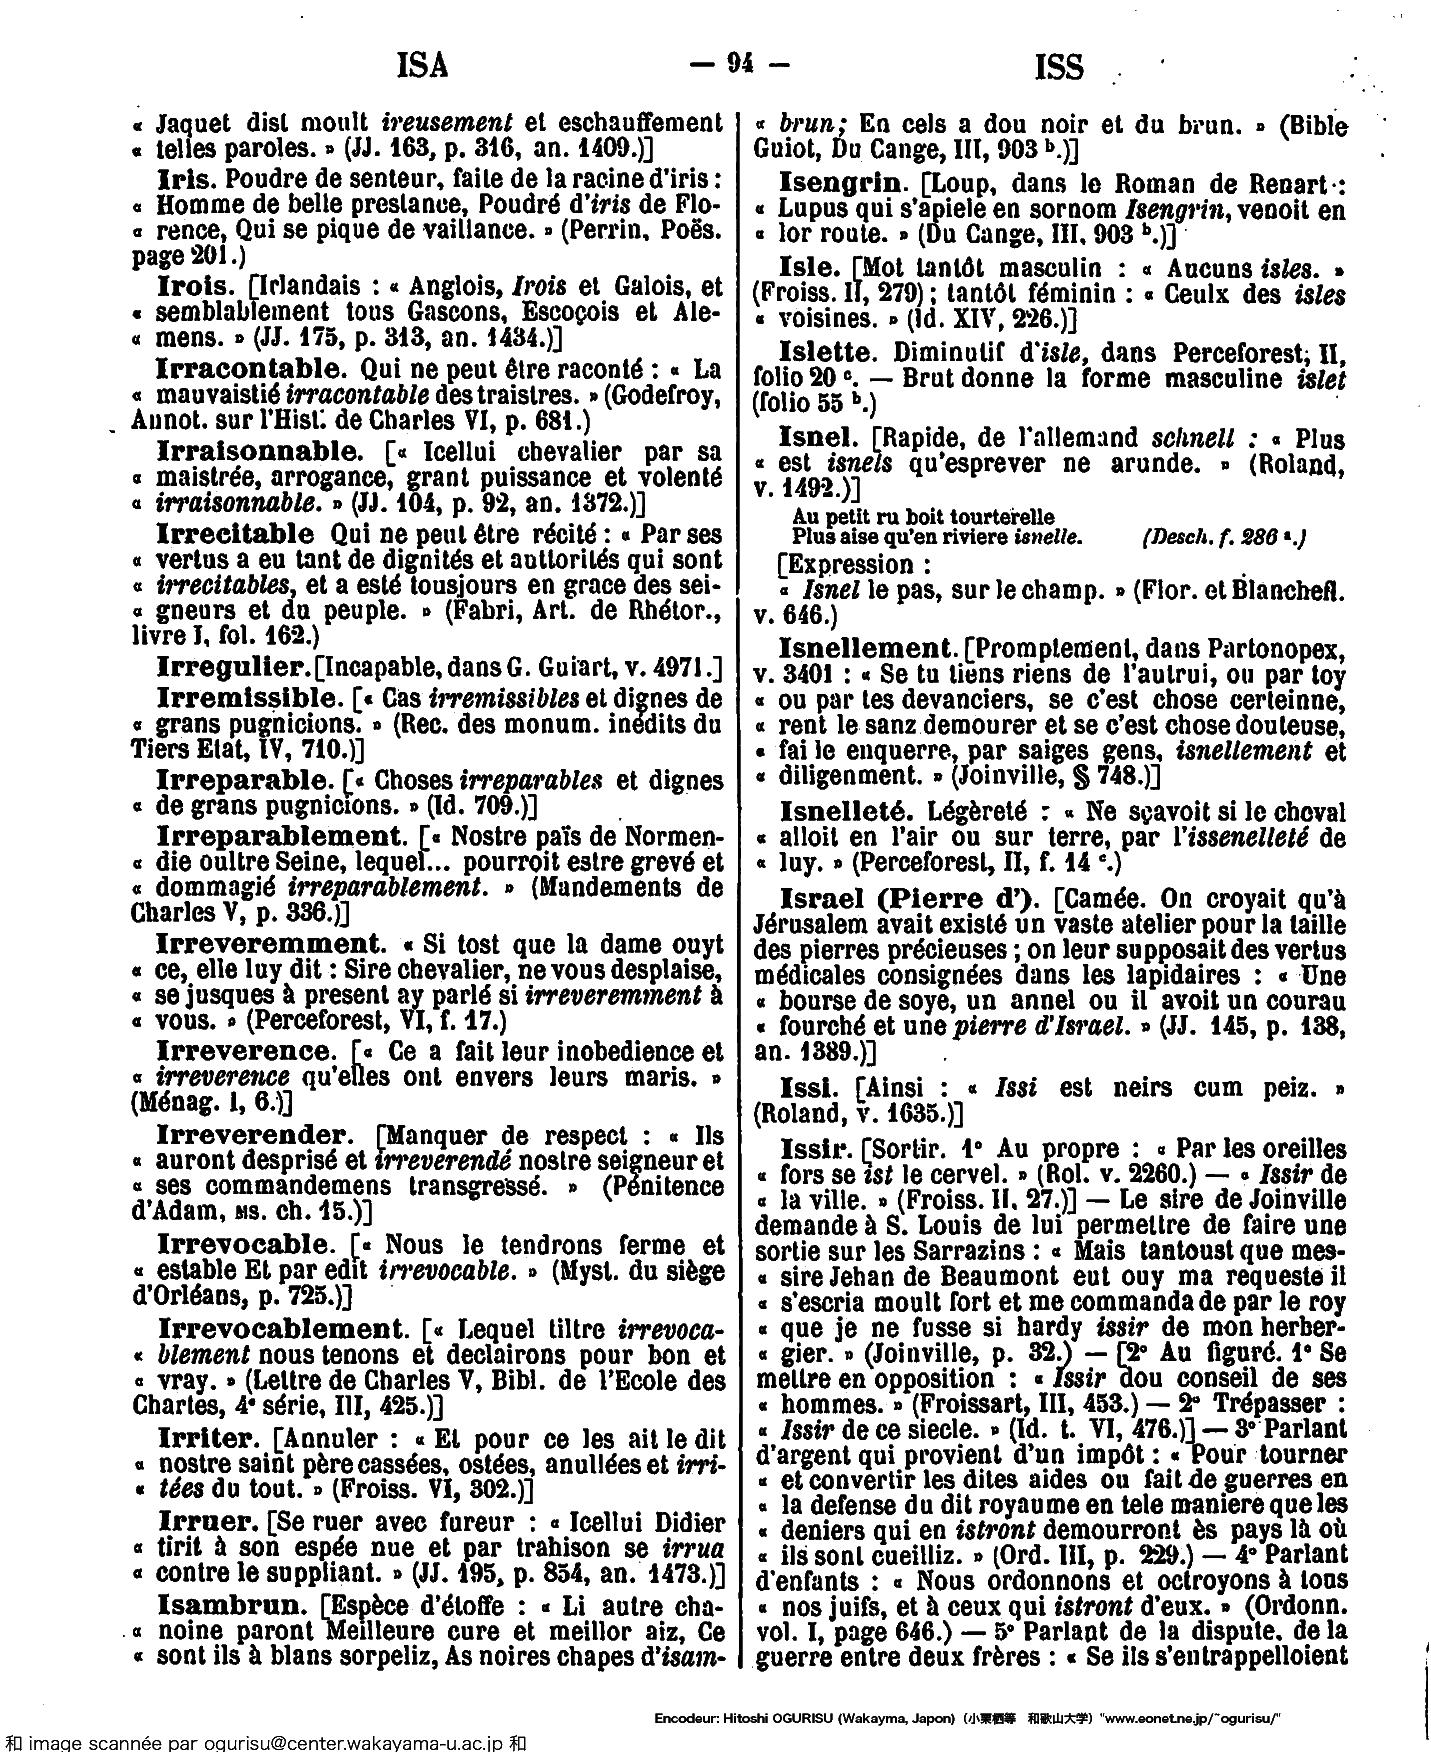 ISA — 94 — ISS
« Jaquet dist moult ireusement et eschauffement
« telles paroles. » (JJ. 163, p. 316, an. 1409.)]
Iris. Poudre de senteur, faite de la racine d'iris :
« Homme de belle prestance, Poudré d'iris de Flo-
« rence, Qui se pique de vaillance. » (Perrin, Poës.
page 201.)
Irois. [Irlandais : « Anglois, Irois et Galois, et
« semblablement tous Gascons, Escoçois et Ale-
« mens. » (JJ. 175, p. 313, an. 1434.)]
Irracontable. Qui ne peut être raconté : « La
« mauvaistié irracontable des traistres. » (Godefroy,
Annot. sur l'Hist. de Charles VI, p. 681.)
Irraisonnable. [« Icellui chevalier par sa
« maistrée, arrogance, grant puissance et volenté
« irraisonnable. » (JJ. 104, p. 92, an. 1372.)]
Irrecitable Qui ne peut être récité : « Par ses
« vertus a eu tant de dignités et auttorités qui sont
« irrecitables, et a esté tousjours en grace des sei-
« gneurs et du peuple. » (Fabri, Art. de Rhétor.,
livre I, fol. 162.)
Irregulier. [Incapable, dans G. Guiart, v. 4971.]
Irremissible. [« Cas irremissibles et dignes de
« grans pugnicions. » (Rec. des monum. inédits du
Tiers Etat, IV, 710.)]
Irreparable. [« Choses irreparables et dignes
« de grans pugnicions. » (Id. 709.)]
Irreparablement. [« Nostre païs de Normen-
« die oultre Seine, lequel... pourroit estre grevé et
« dommagié irreparablement. » (Mandements de
Charles V, p. 336.)]
Irreveremment. « Si tost que la dame ouyt
« ce, elle luy dit : Sire chevalier, ne vous desplaise,
« se jusques à present ay parlé si irreveremment à
« vous. » (Perceforest, VI, f. 17.)
Irreverence. [« Ce a fait leur inobedience et
« irreverence qu'elles ont envers leurs maris. »
(Ménag. I, 6.)]
Irreverender. [Manquer de respect : « Ils
« auront desprisé et irreverendé nostre seigneur et
« ses commandemens transgressé. » (Pénitence
d'Adam, MS. ch. 15.)]
Irrevocable. [« Nous le tendrons ferme et
« estable Et par edit irrevocable. » (Myst. du siège
d'Orléans, p. 725.)]
Irrevocablement. [« Lequel tiltre irrevoca-
« blement nous tenons et declairons pour bon et
« vray. » (Lettre de Charles V, Bibl. de l'Ecole des
Chartes, 4e série, III, 425.)]
Irriter. [Annuler : « Et pour ce les ait le dit
« nostre saint père cassées, ostées, anullées et irri-
« tées du tout. » (Froiss. VI, 302.)]
Irruer. [Se ruer avec fureur : « Icellui Didier
« tirit à son espée nue et par trahison se irrua
« contre le suppliant. » (JJ. 195, p. 854, an. 1473.)]
Isambrun. [Espèce d'étoffe : « Li autre cha-
« noine paront Meilleure cure et meillor aiz, Ce
« sont ils à blans sorpeliz, As noires chapes d'isam-
« brun; En cels a dou noir et du brun. » (Bible
Guiot, Du Cange, III, 903 b.)]
Isengrin. [Loup, dans le Roman de Renart :
« Lupus qui s'apiele en sornom Isengrin, venoit en
« lor route. » (Du Cange, III, 903 b.)]
Isle. [Mot tantôt masculin : « Aucuns isles. »
(Froiss. II, 279) ; tantôt féminin : « Ceulx des isles
« voisines. » (Id. XIV, 226.)]
Islette. Diminutif d'isle, dans Perceforest, II,
folio 20 c. — Brut donne la forme masculine islet
(folio 55 b.)
Isnel. [Rapide, de l'allemand schnell : « Plus
« est isnels qu'esprever ne arunde. » (Roland,
v. 1492.)]
Au petit ru boit tourterelle
Plus aise qu'en riviere isnelle. (Desch. f. 286 a.)
[Expression :
« Isnel le pas, sur le champ. » (Flor. et Blanchefl.
v. 646.)
Isnellement. [Promptement, dans Partonopex,
v. 3401 : « Se tu tiens riens de l'autrui, ou par toy
« ou par tes devanciers, se c'est chose certeinne,
« rent le sanz demourer et se c'est chose douteuse,
« fai le enquerre, par saiges gens, isnellement et
« diligenment. » (Joinville, § 748.)]
Isnelleté. Légèreté : « Ne sçavoit si le cheval
« alloit en l'air ou sur terre, par l'issenelleté de
« luy. » (Perceforest, II, f. 14 c.)
Israel (Pierre d'). [Camée. On croyait qu'à
Jérusalem avait existé un vaste atelier pour la taille
des pierres précieuses ; on leur supposait des vertus
médicales consignées dans les lapidaires : « Une
« bourse de soye, un annel ou il avoit un courau
« fourché et une pierre d'Israel. » (JJ. 145, p. 138,
an. 1389.)]
Issi. [Ainsi : « Issi est neirs cum peiz. »
(Roland, v. 1635.)]
Issir. [Sortir. 1° Au propre : « Par les oreilles
« fors se ist le cervel. » (Rol. v. 2260.) — « Issir de
« la ville. » (Froiss. II, 27.)] — Le sire de Joinville
demande à S. Louis de lui permettre de faire une
sortie sur les Sarrazins : « Mais tantoust que mes-
« sire Jehan de Beaumont eut ouy ma requeste il
« s'escria moult fort et me commanda de par le roy
« que je ne fusse si hardy issir de mon herber-
« gier. » (Joinville, p. 32.) — [2° Au figuré. 1° Se
mettre en opposition : « Issir dou conseil de ses
« hommes. » (Froissart, III, 453.) — 2° Trépasser :
« Issir de ce siecle. » (Id. t. VI, 476.)] — 3° Parlant
d'argent qui provient d'un impôt : « Pour tourner
« et convertir les dites aides ou fait de guerres en
« la defense du dit royaume en tele maniere que les
« deniers qui en istront demourront ès pays là où
« ils sont cueilliz. » (Ord. III, p. 229.) — 4° Parlant
d'enfants : « Nous ordonnons et octroyons à tous
« nos juifs, et à ceux qui istront d'eux. » (Ordonn.
vol. I, page 646.) — 5° Parlant de la dispute, de la
guerre entre deux frères : « Se ils s'entrappelloient
Encodeur: Hitoshi OGURISU (Wakayma, Japon) (小栗栖等 和歌山大学) "www.eonet.ne.jp/~ogurisu/"
和 image scannée par ogurisu@center.wakayama-u.ac.jp 和